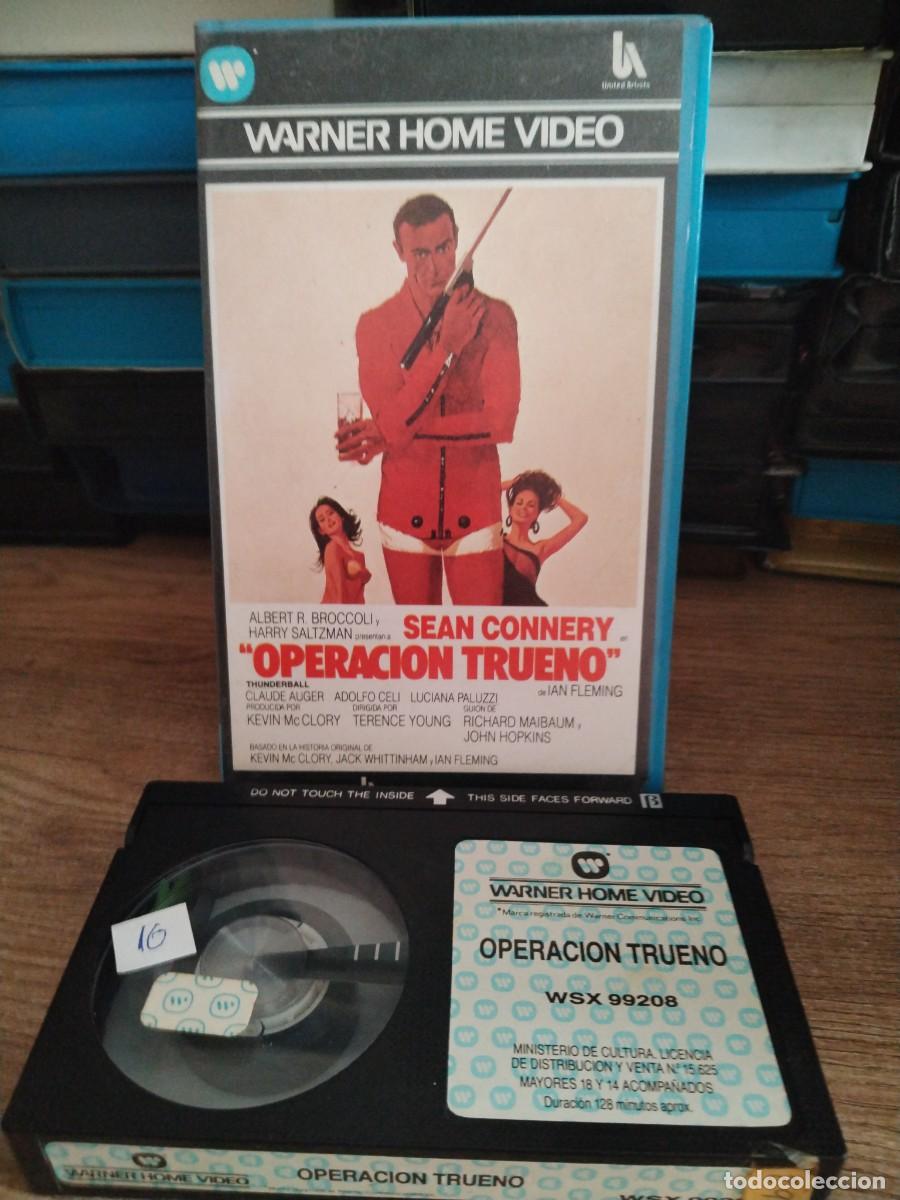 United Artists
WARNER HOME VIDEO
ALBERT R. BROCCOLI y
HARRY SALTZMAN presentan a SEAN CONNERY en
"OPERACION TRUENO"
THUNDERBALL
de IAN FLEMING
CLAUDE AUGER ADOLFO CELI LUCIANA PALUZZI
PRODUCIDA POR DIRIGIDA POR GUION DE
KEVIN Mc CLORY TERENCE YOUNG RICHARD MAIBAUM y
JOHN HOPKINS
BASADO EN LA HISTORIA ORIGINAL DE
KEVIN Mc CLORY, JACK WHITTINHAM y IAN FLEMING
DO NOT TOUCH THE INSIDE THIS SIDE FACES FORWARD β
16
WARNER HOME VIDEO
*Marca registrada de Warner Communications Inc
OPERACION TRUENO
WSX 99208
MINISTERIO DE CULTURA. LICENCIA
DE DISTRIBUCION Y VENTA N.º 15.625
MAYORES 18 Y 14 ACOMPAÑADOS
Duración 128 minutos aprox.
WARNER HOME VIDEO OPERACION TRUENO
todocoleccion